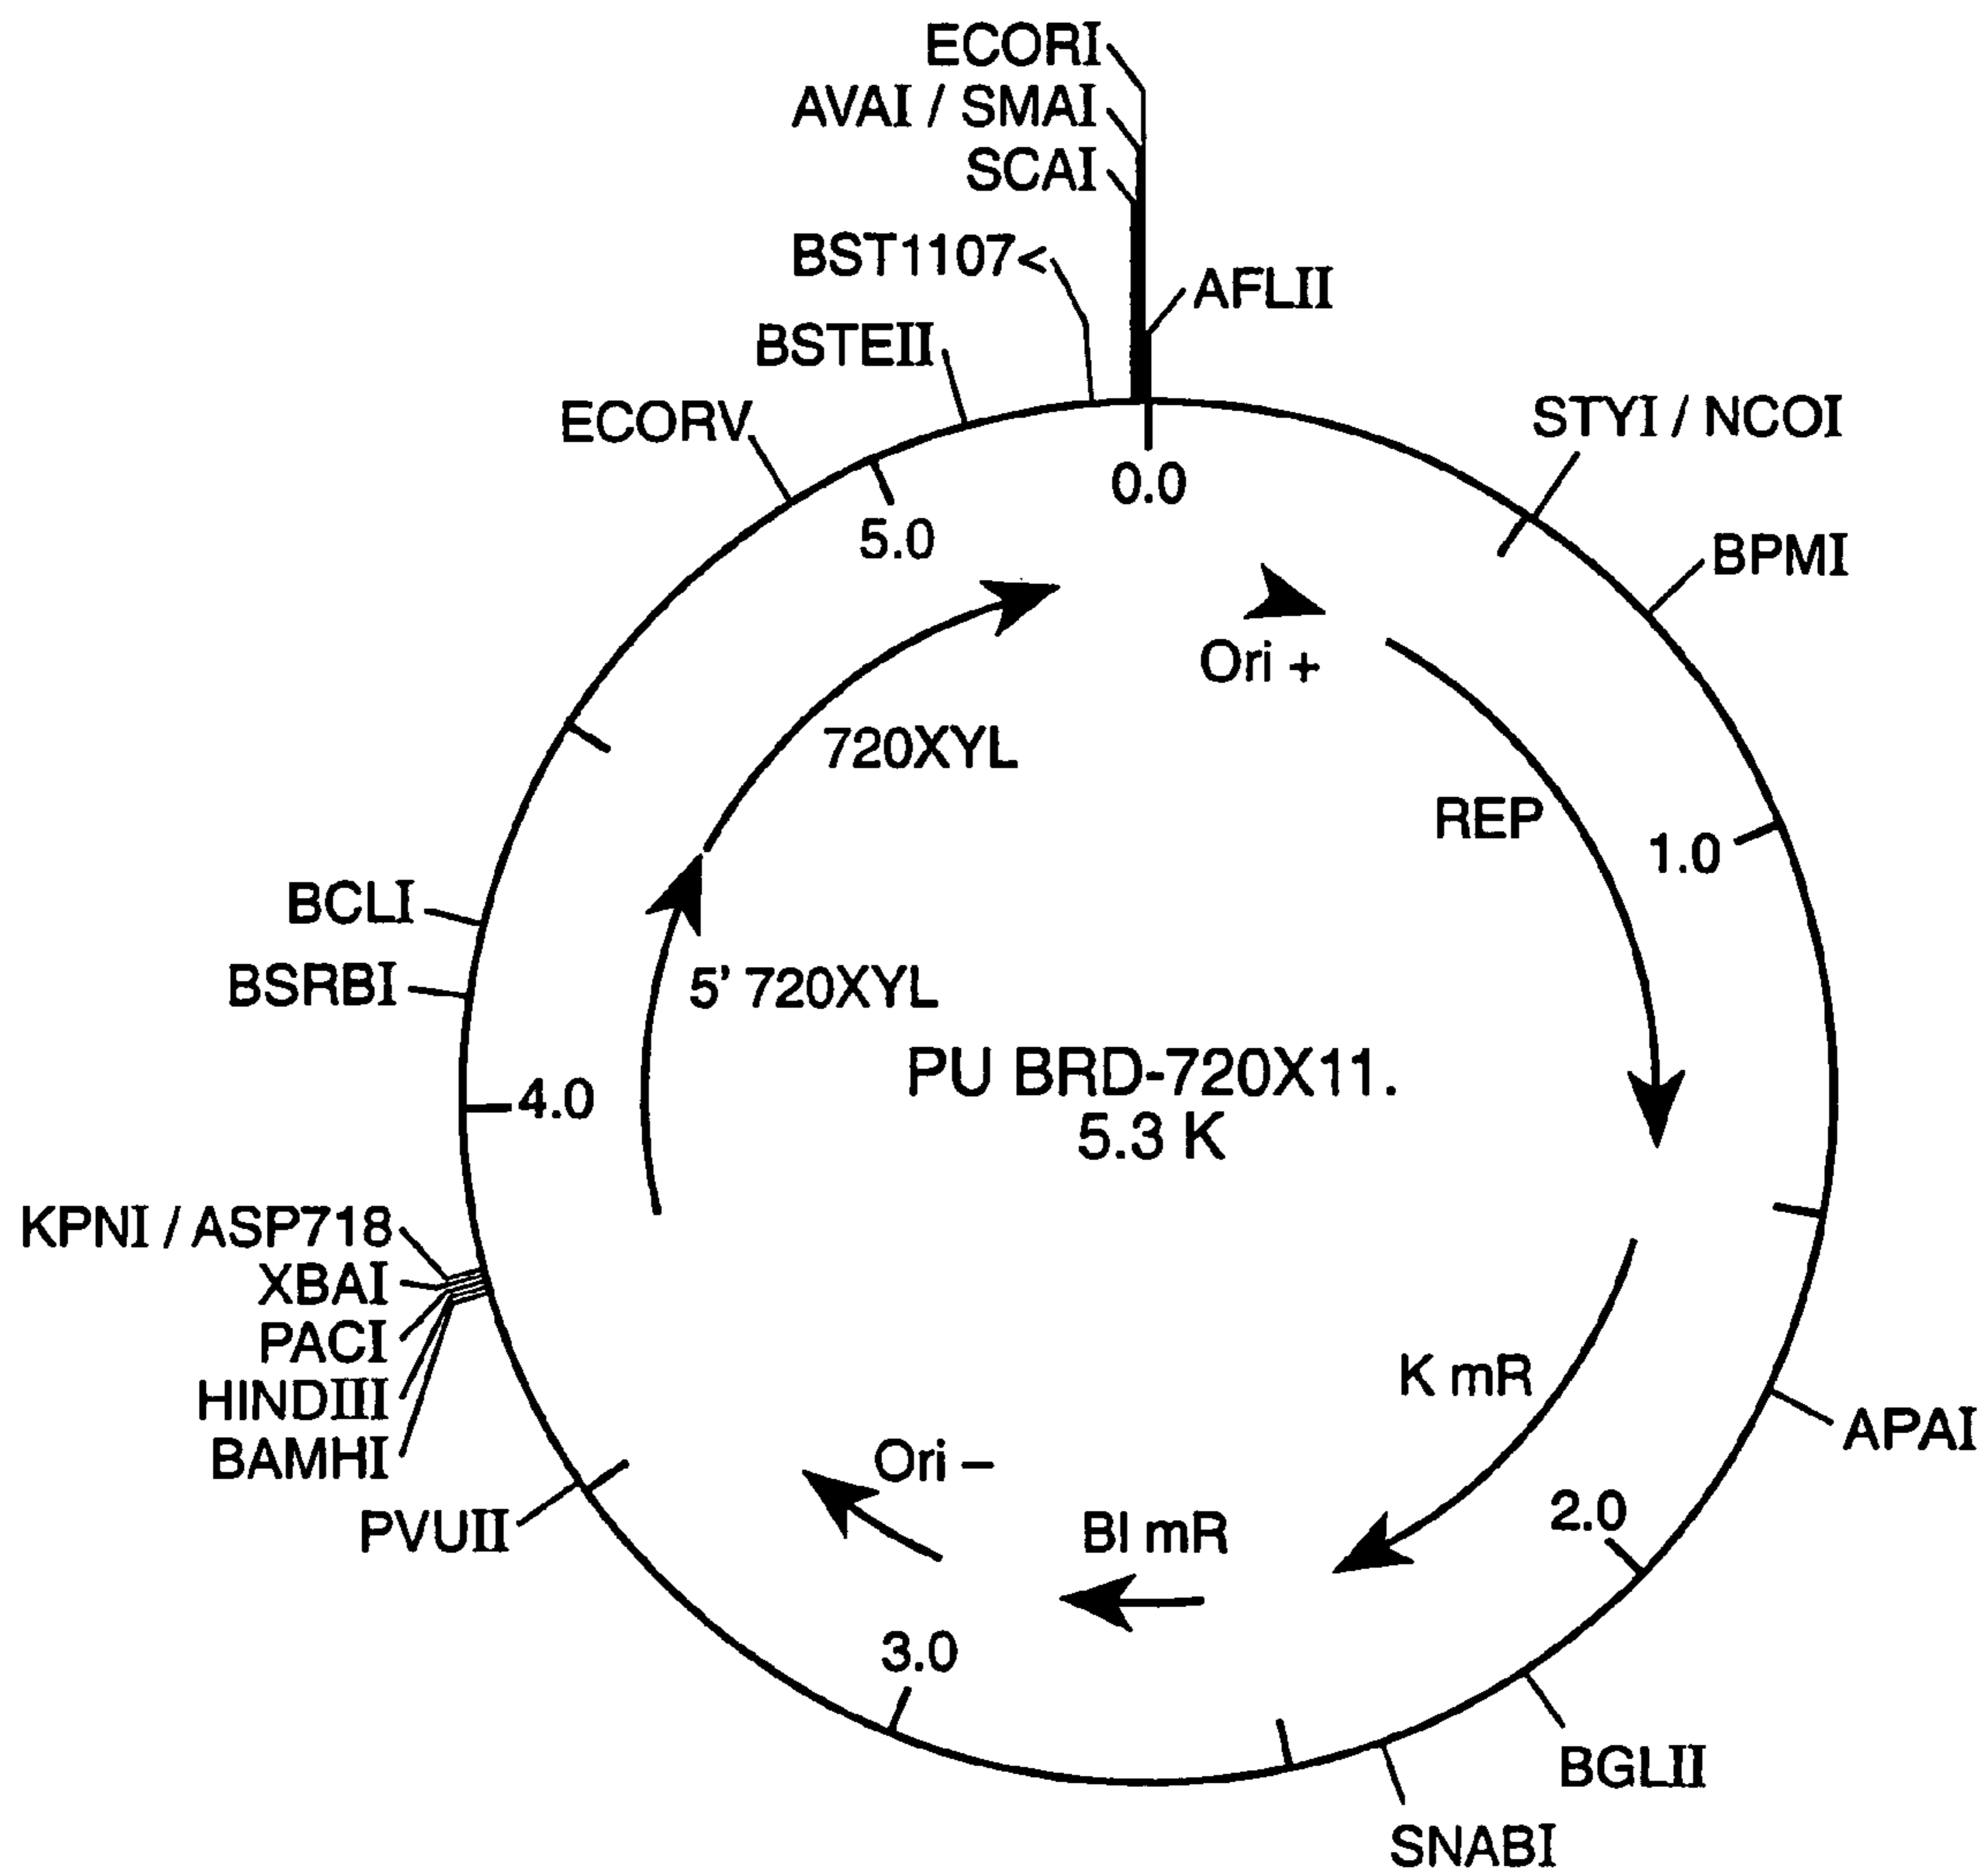 ECORI
AVAI / SMAI
SCAI
BST1107<
AFLII
BSTEII
ECORV
STYI / NCOI
0.0
5.0
BPMI
Ori +
720XYL
REP
1.0
BCLI
BSRBI
5' 720XYL
PU BRD-720X11.
5.3 K
4.0
KPNI / ASP718
XBAI
PACI
HINDIII
BAMHI
PVUII
K mR
APAI
Ori –
2.0
Bl mR
3.0
BGLII
SNABI